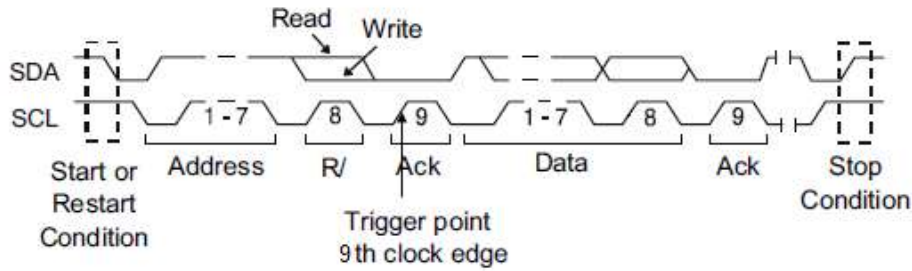 Read
Write
SDA
SCL
1 - 7
8
9
1 - 7
8
9
Address
R/
Ack
Data
Ack
Start or
Restart
Condition
Stop
Condition
Trigger point
9th clock edge